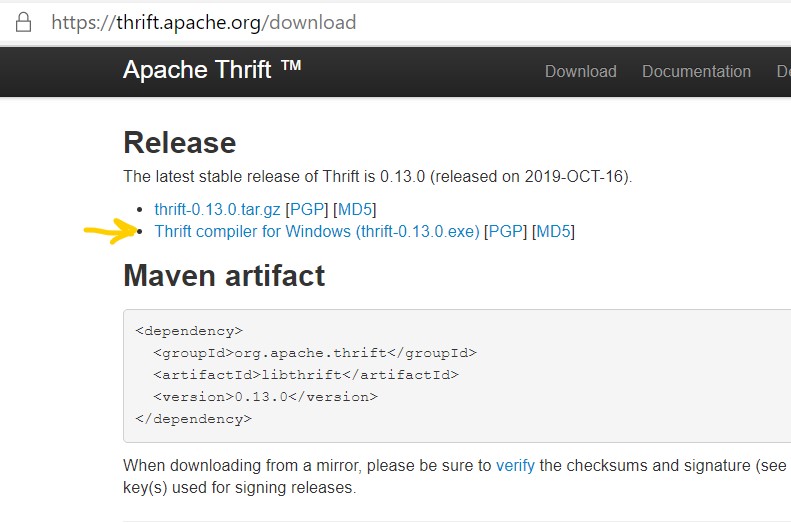 https://thrift.apache.org/download
Apache Thrift ™ Download Documentation
Release
The latest stable release of Thrift is 0.13.0 (released on 2019-OCT-16).
• thrift-0.13.0.tar.gz [PGP] [MD5]
• Thrift compiler for Windows (thrift-0.13.0.exe) [PGP] [MD5]
Maven artifact
<dependency>
  <groupId>org.apache.thrift</groupId>
  <artifactId>libthrift</artifactId>
  <version>0.13.0</version>
</dependency>
When downloading from a mirror, please be sure to verify the checksums and signature (see
key(s) used for signing releases.